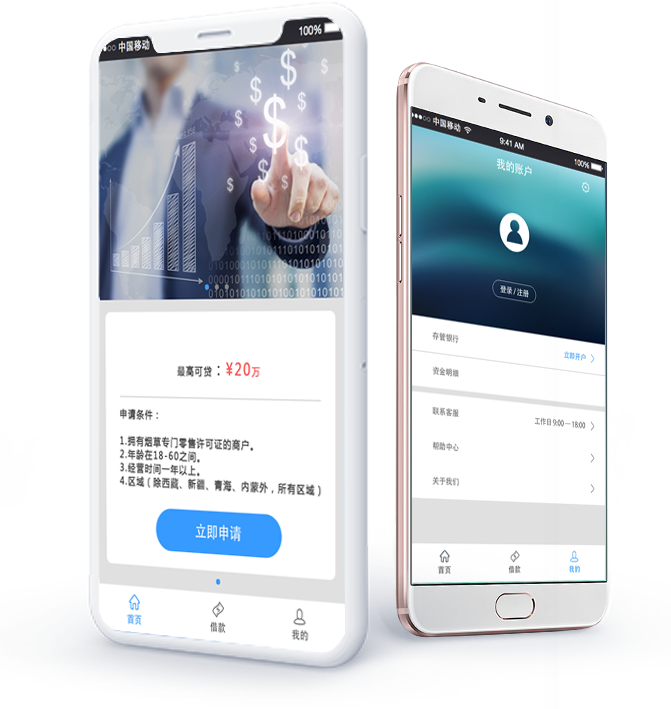 中国移动
100%
最高可贷：¥20万
申请条件：
1.拥有烟草专门零售许可证的商户。
2.年龄在18-60之间。
3.经营时间一年以上。
4.区域（除西藏、新疆、青海、内蒙外，所有区域）
立即申请
首页
借款
我的
中国移动
9:41 AM
100%
我的账户
登录 / 注册
存管银行
立即开户
资金明细
联系客服
工作日 9:00 — 18:00
帮助中心
关于我们
首页
借款
我的